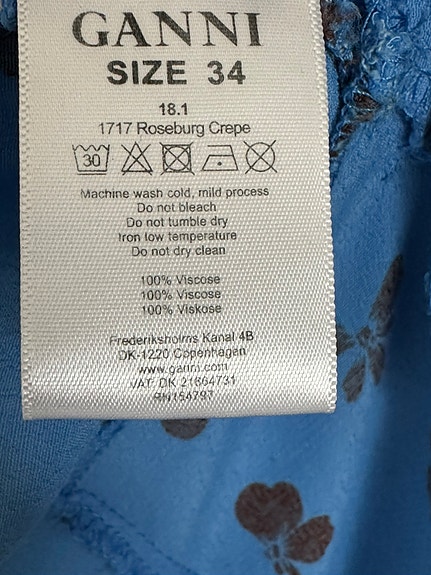 GANNI
SIZE 34
18.1
1717 Roseburg Crepe
30
Machine wash cold, mild process
Do not bleach
Do not tumble dry
Iron low temperature
Do not dry clean
100% Viscose
100% Viscose
100% Viskose
Frederiksholms Kanal 4B
DK-1220 Copenhagen
www.ganni.com
VAT: DK 21664731
RN154797